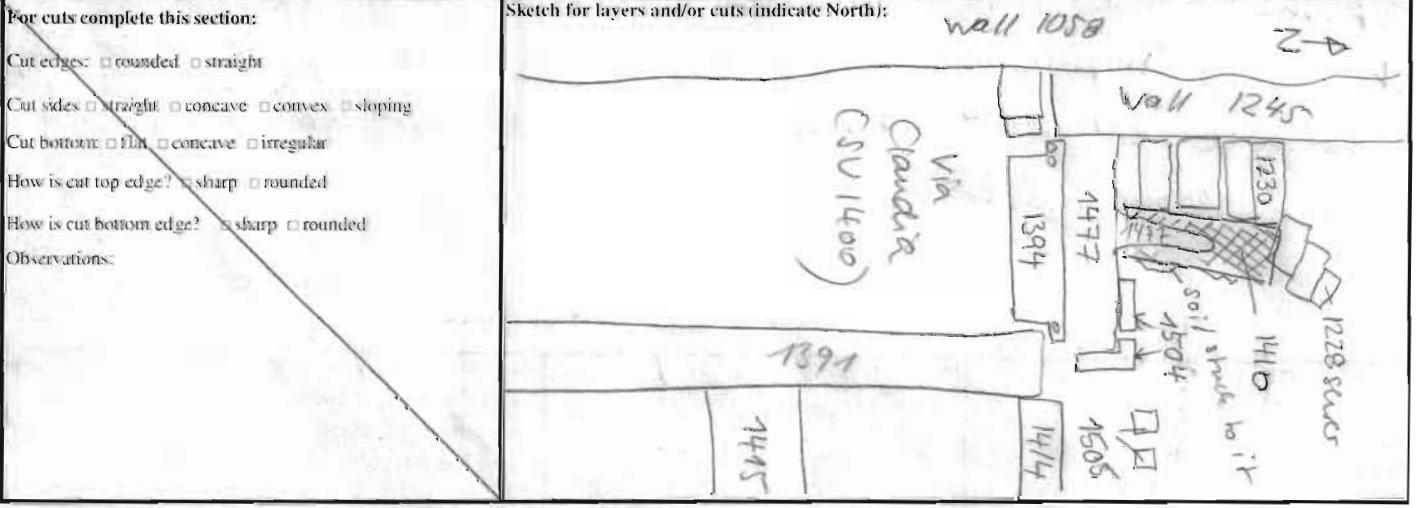 For cuts complete this section:
Cut edges: □ rounded □ straight
Cut sides □ straight □ concave □ convex □ sloping
Cut bottom: □ flat □ concave □ irregular
How is cut top edge? □ sharp □ rounded
How is cut bottom edge? □ sharp □ rounded
Observations:
Sketch for layers and/or cuts (indicate North):
wall 1058
N
wall 1245
Via
Claudia
(SU 1400)
1394
1477
1230
1497
soil stuck to it
1410
1228 sewer
1504
1505
1391
1414
1415